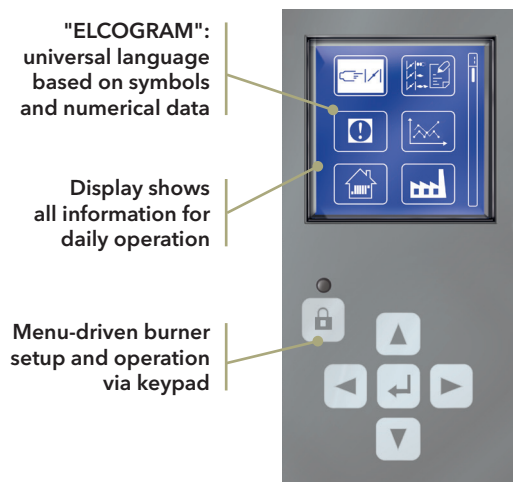 "ELCOGRAM":
universal language
based on symbols
and numerical data
Display shows
all information for
daily operation
Menu-driven burner
setup and operation
via keypad